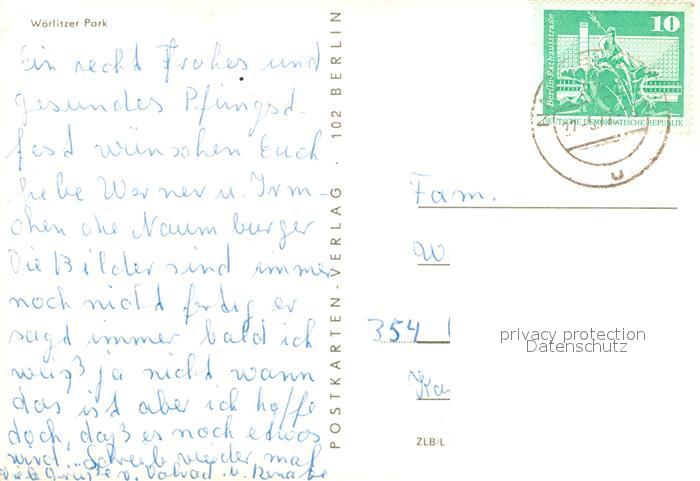 Wörlitzer Park
Ein recht Frohes und
gesundes Pfingst-
fest wünschen Euch
liebe Werner u. Irm-
chen die Naumburger
Die Bilder sind immer
noch nicht fertig er
sagt immer bald ich
weiß ja nicht wann
das ist aber ich hoffe
doch, daß es noch etwas
wird. Schreib wieder mal
Viele Grüße v. u. Renate
POSTKARTEN-VERLAG · 102 BERLIN
10
Berlin-Rathausstraße
DEUTSCHE DEMOKRATISCHE REPUBLIK
u
Fam.
W
354
privacy protection
Datenschutz
ZLB/L